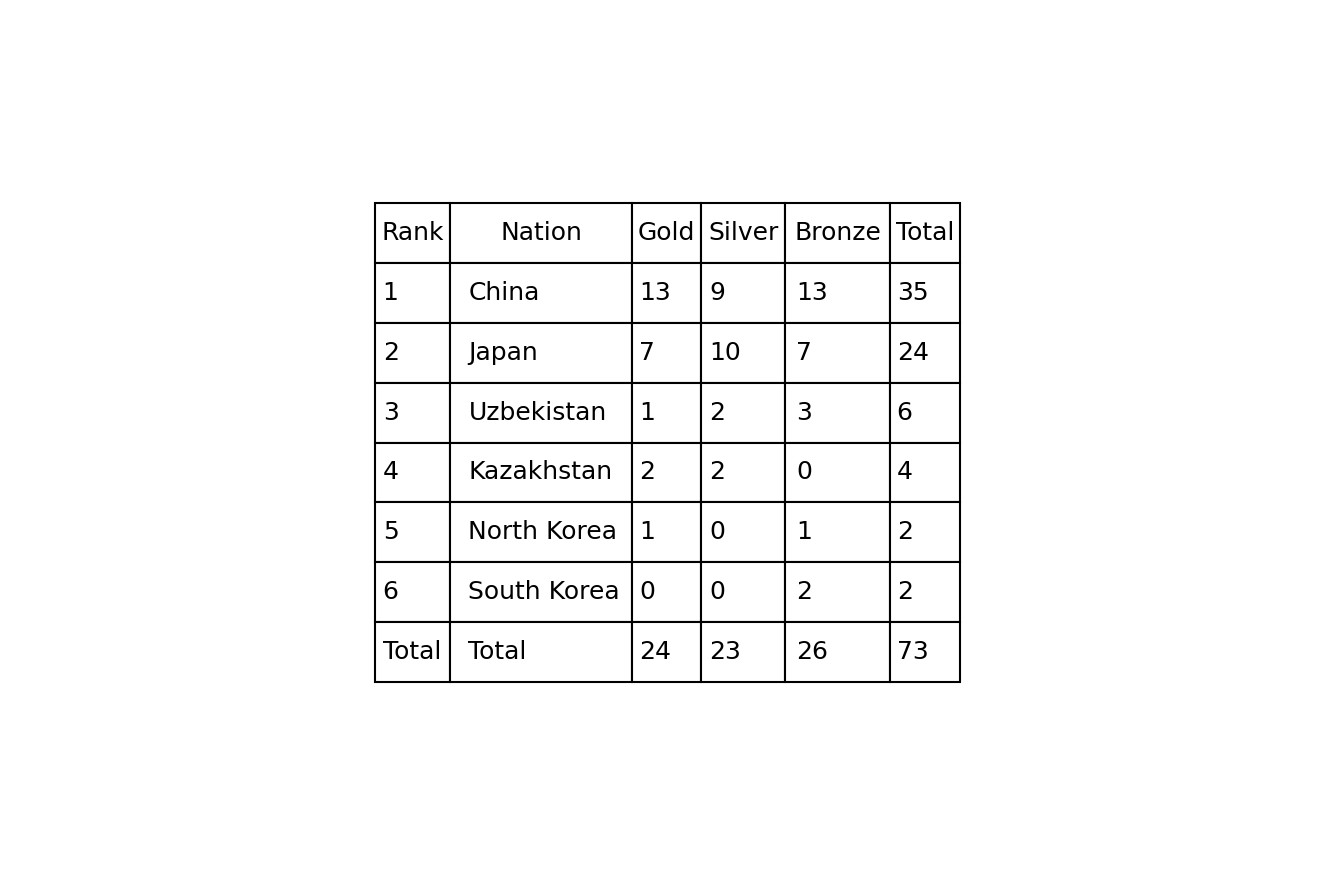 Rank Nation Gold Silver Bronze Total
1 China 13 9 13 35
2 Japan 7 10 7 24
3 Uzbekistan 1 2 3 6
4 Kazakhstan 2 2 0 4
5 North Korea 1 0 1 2
6 South Korea 0 0 2 2
Total Total 24 23 26 73